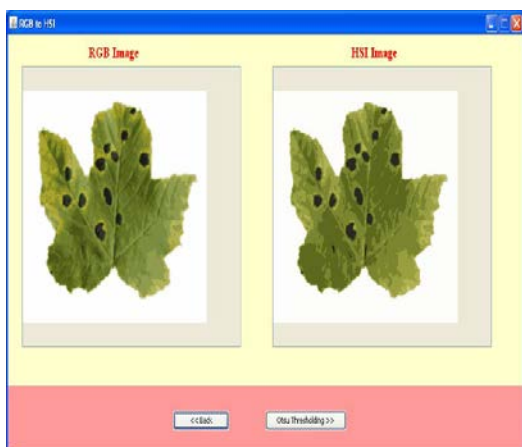 RGB to HSI
RGB Image
HSI Image
<< Back
Otsu Thresholding >>